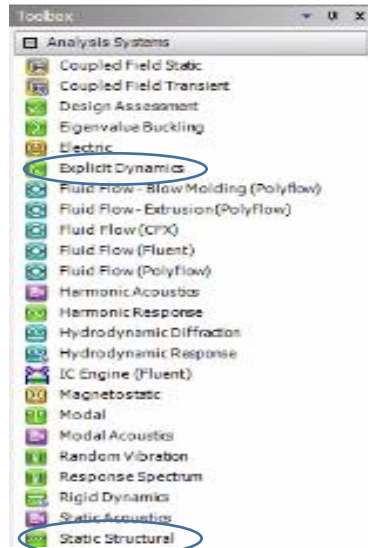 Toolbox
Analysis Systems
Coupled Field Static
Coupled Field Transient
Design Assessment
Eigenvalue Buckling
Electric
Explicit Dynamics
Fluid Flow - Blow Molding (Polyflow)
Fluid Flow - Extrusion (Polyflow)
Fluid Flow (CFX)
Fluid Flow (Fluent)
Fluid Flow (Polyflow)
Harmonic Acoustics
Harmonic Response
Hydrodynamic Diffraction
Hydrodynamic Response
IC Engine (Fluent)
Magnetostatic
Modal
Modal Acoustics
Random Vibration
Response Spectrum
Rigid Dynamics
Static Acoustics
Static Structural